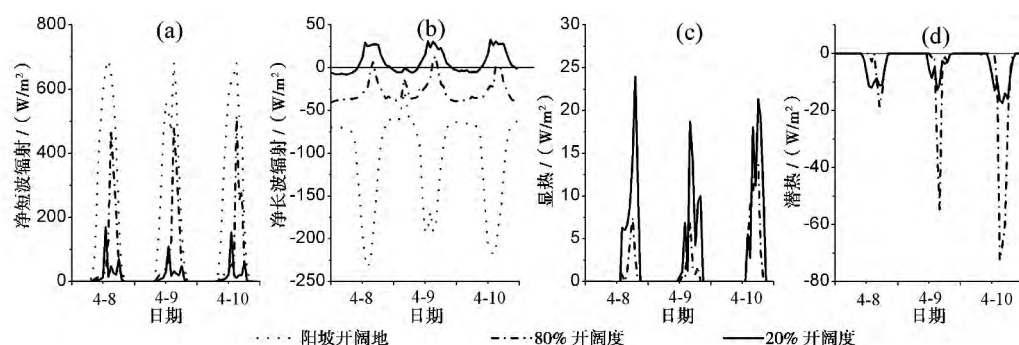 (a)
净短波辐射 / (W/m²)
800
600
400
200
0
4-8
4-9
4-10
日期
(b)
净长波辐射 / (W/m²)
50
0
-50
-100
-150
-200
-250
4-8
4-9
4-10
日期
(c)
显热 / (W/m²)
30
25
20
15
10
5
0
4-8
4-9
4-10
日期
(d)
潜热 / (W/m²)
0
-20
-40
-60
-80
4-8
4-9
4-10
日期
阳坡开阔地
80% 开阔度
20% 开阔度